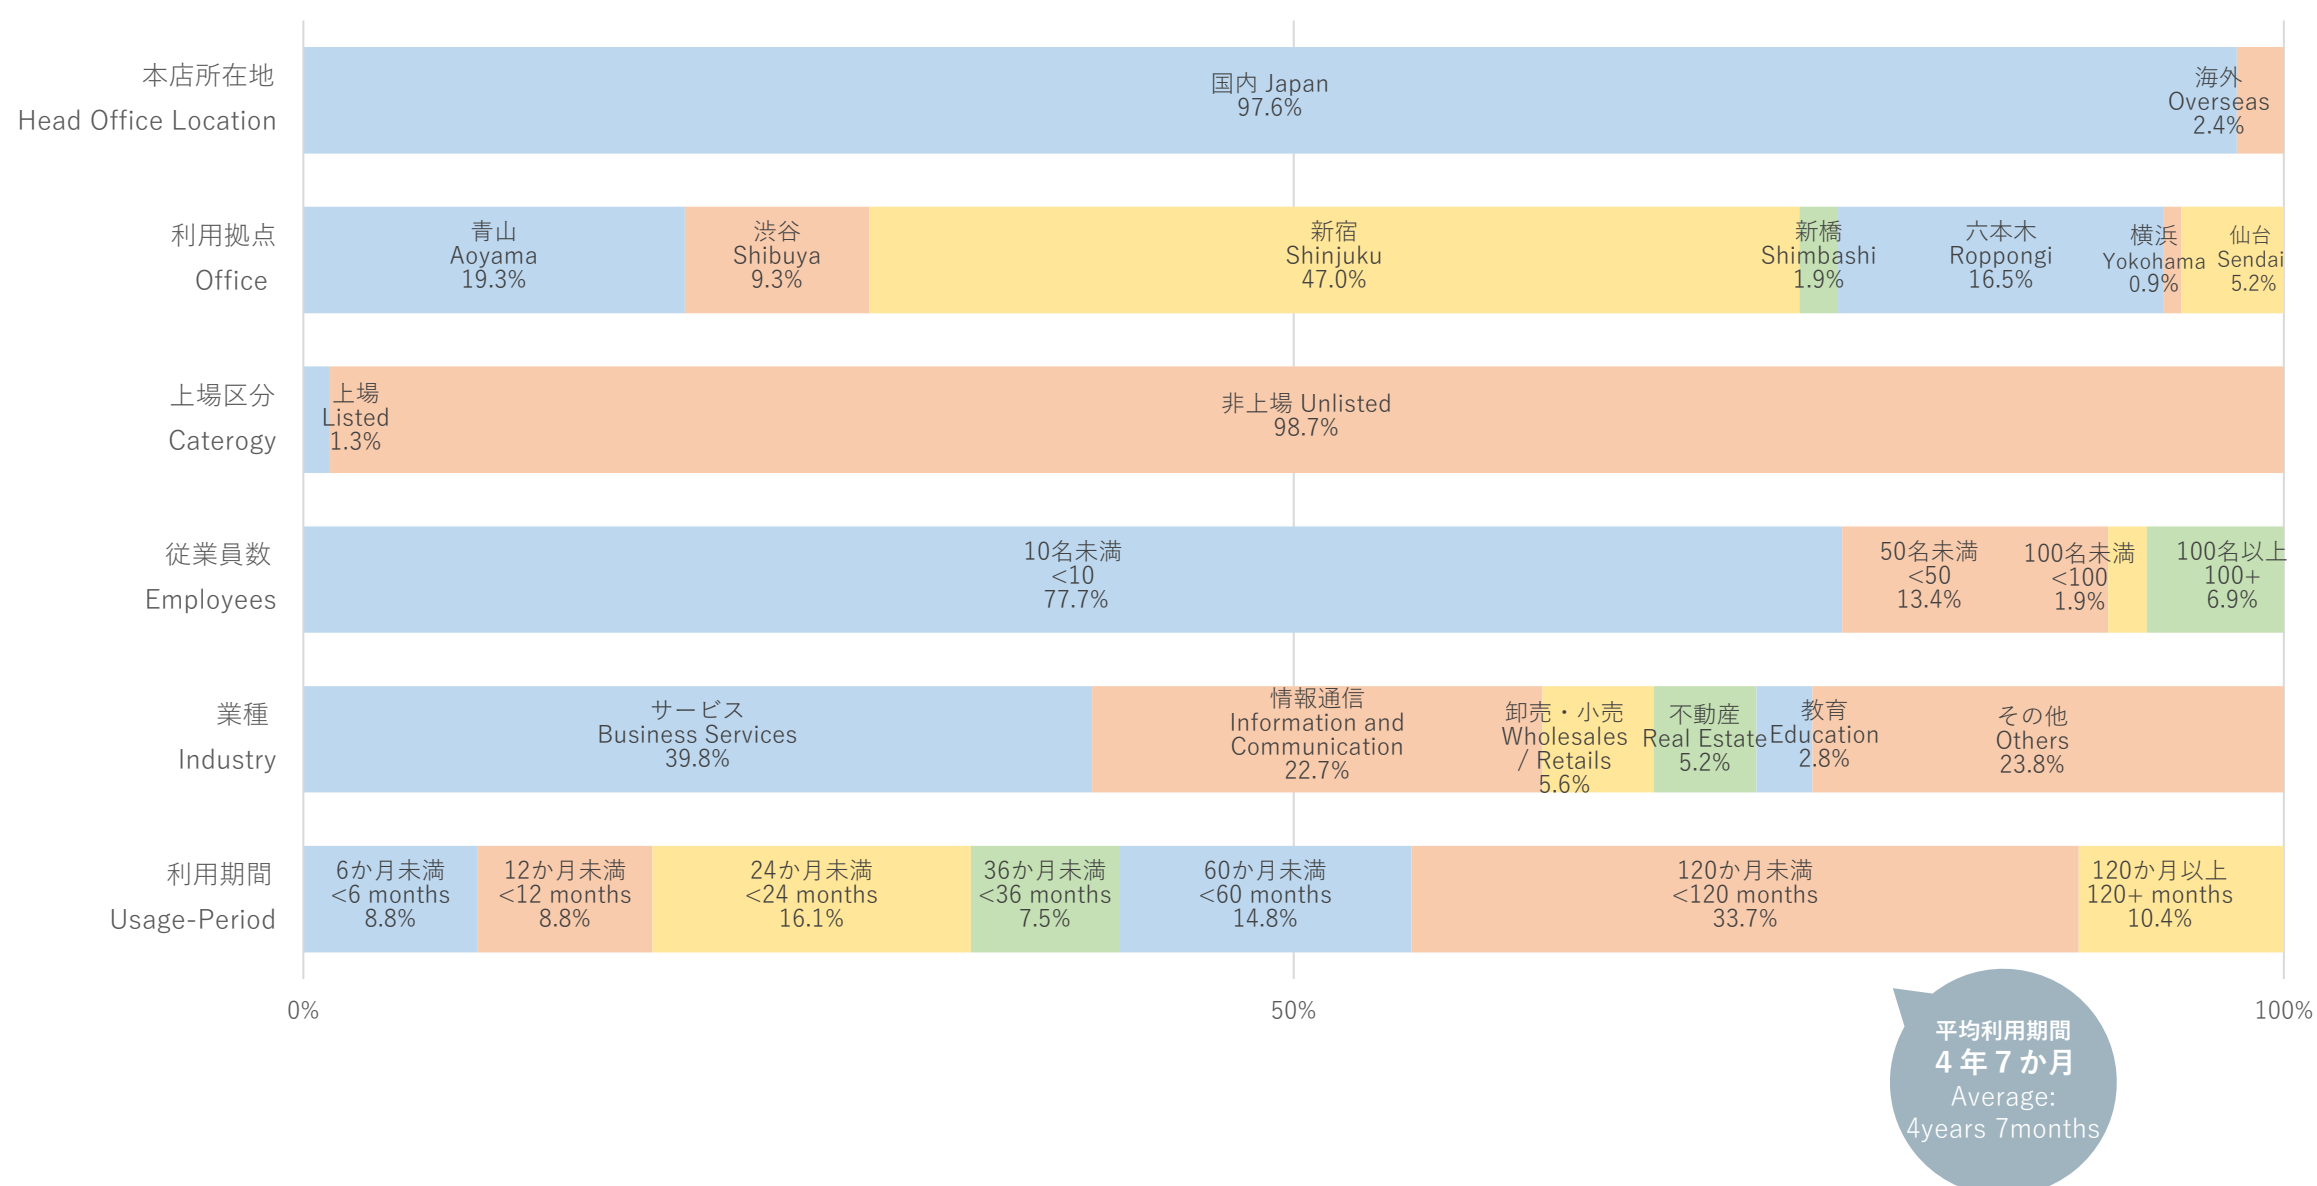 本店所在地
Head Office Location
国内 Japan
97.6%
海外
Overseas
2.4%
利用拠点
Office
青山
Aoyama
19.3%
渋谷
Shibuya
9.3%
新宿
Shinjuku
47.0%
新橋
Shimbashi
1.9%
六本木
Roppongi
16.5%
横浜
Yokohama
0.9%
仙台
Sendai
5.2%
上場区分
Caterogy
上場
Listed
1.3%
非上場 Unlisted
98.7%
従業員数
Employees
10名未満
<10
77.7%
50名未満
<50
13.4%
100名未満
<100
1.9%
100名以上
100+
6.9%
業種
Industry
サービス
Business Services
39.8%
情報通信
Information and
Communication
22.7%
卸売・小売
Wholesales
/ Retails
5.6%
不動産
Real Estate
5.2%
教育
Education
2.8%
その他
Others
23.8%
利用期間
Usage-Period
6か月未満
<6 months
8.8%
12か月未満
<12 months
8.8%
24か月未満
<24 months
16.1%
36か月未満
<36 months
7.5%
60か月未満
<60 months
14.8%
120か月未満
<120 months
33.7%
120か月以上
120+ months
10.4%
0%
50%
100%
平均利用期間
4 年 7 か月
Average:
4years 7months